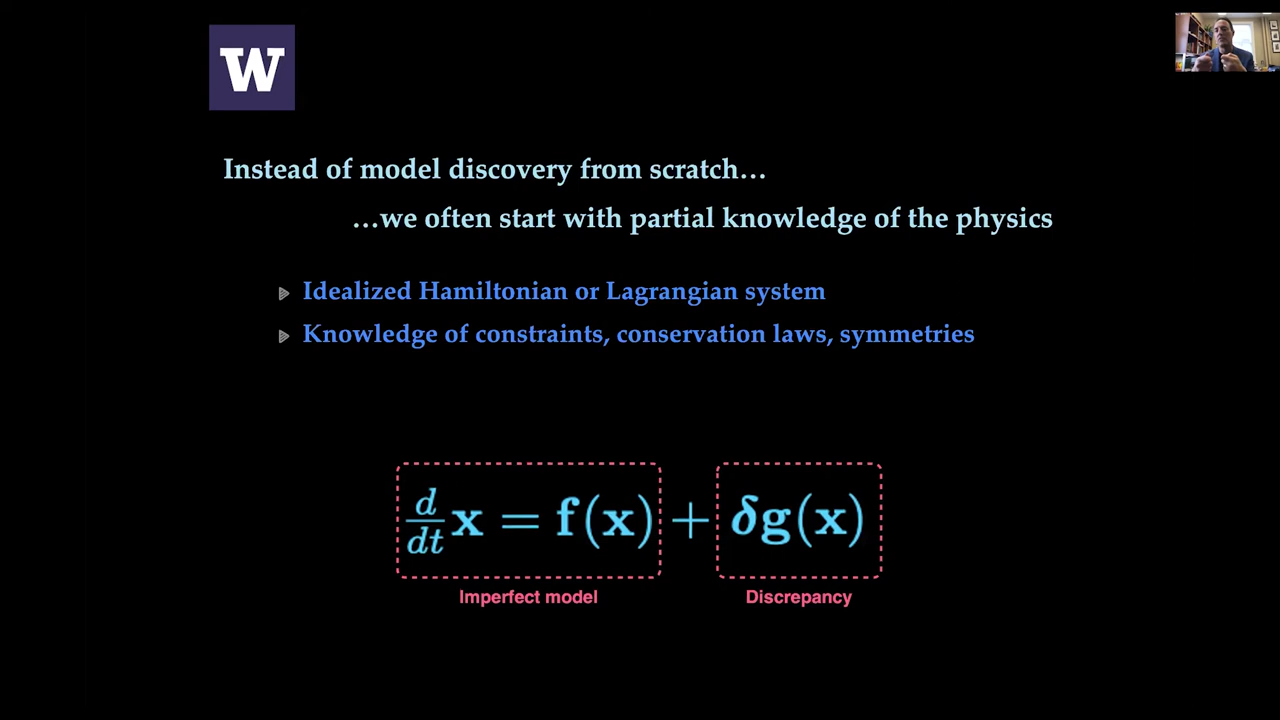 W
Instead of model discovery from scratch…
…we often start with partial knowledge of the physics
Idealized Hamiltonian or Lagrangian system
Knowledge of constraints, conservation laws, symmetries
d/dt x = f(x) + δg(x)
Imperfect model
Discrepancy